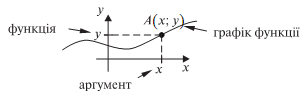 y A(x; y)
функція
y
графік функції
аргумент x x